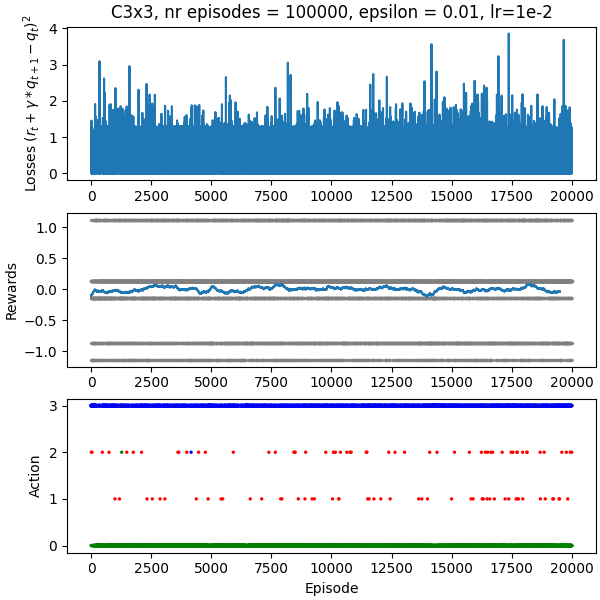 C3x3, nr episodes = 100000, epsilon = 0.01, lr=1e-2
Losses $(r_t + \gamma * q_{t+1} - q_t)^2$
4
3
2
1
0
0 2500 5000 7500 10000 12500 15000 17500 20000
Rewards
1.0
0.5
0.0
−0.5
−1.0
0 2500 5000 7500 10000 12500 15000 17500 20000
Action
3
2
1
0
0 2500 5000 7500 10000 12500 15000 17500 20000
Episode